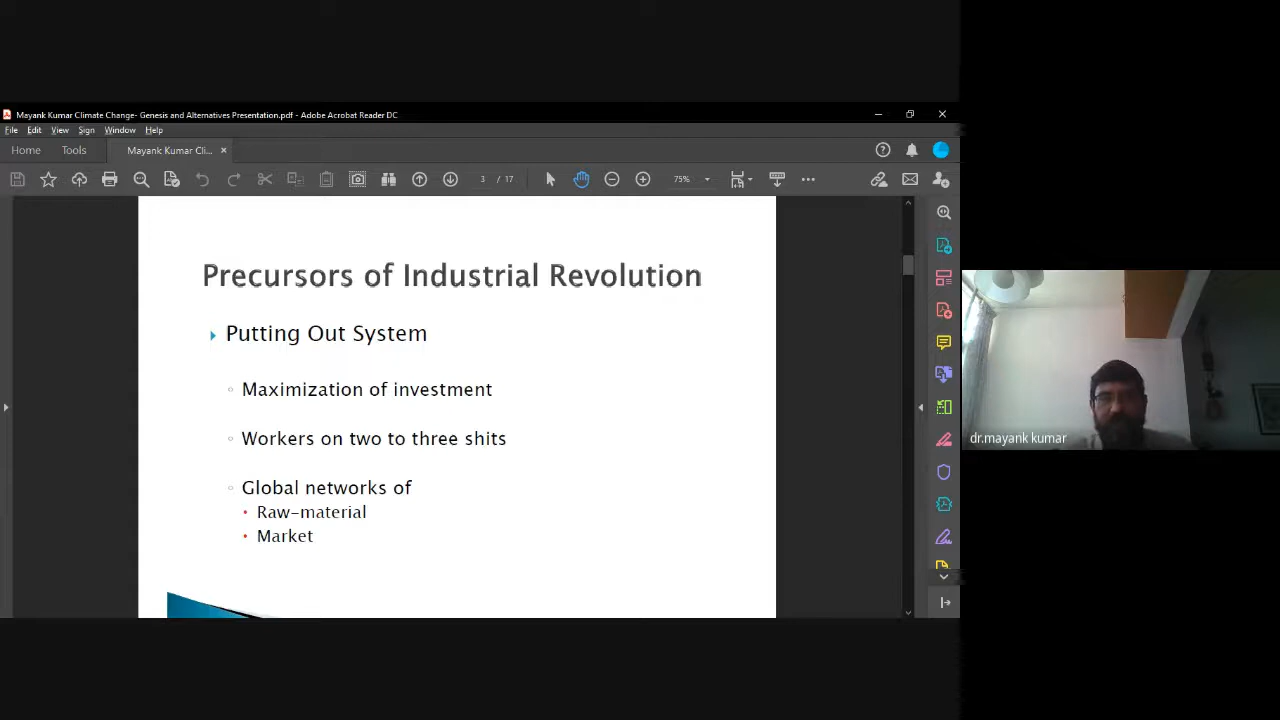 Mayank Kumar Climate Change- Genesis and Alternatives Presentation.pdf - Adobe Acrobat Reader DC
File Edit View Sign Window Help
Home Tools Mayank Kumar Cli... ×
3 / 17 75%
Precursors of Industrial Revolution
Putting Out System
Maximization of investment
Workers on two to three shits
Global networks of
Raw-material
Market
dr.mayank kumar